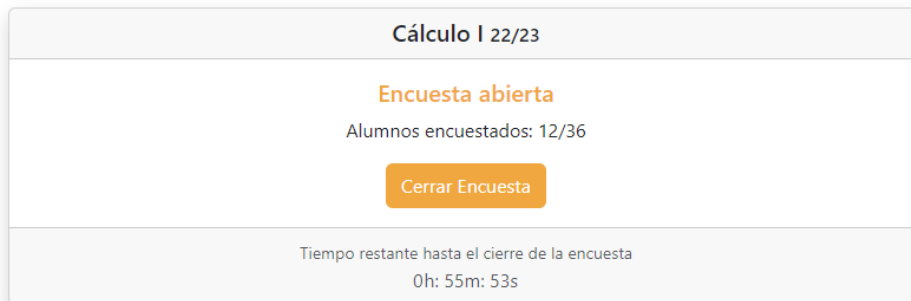 Cálculo I 22/23
Encuesta abierta
Alumnos encuestados: 12/36
Cerrar Encuesta
Tiempo restante hasta el cierre de la encuesta
0h: 55m: 53s